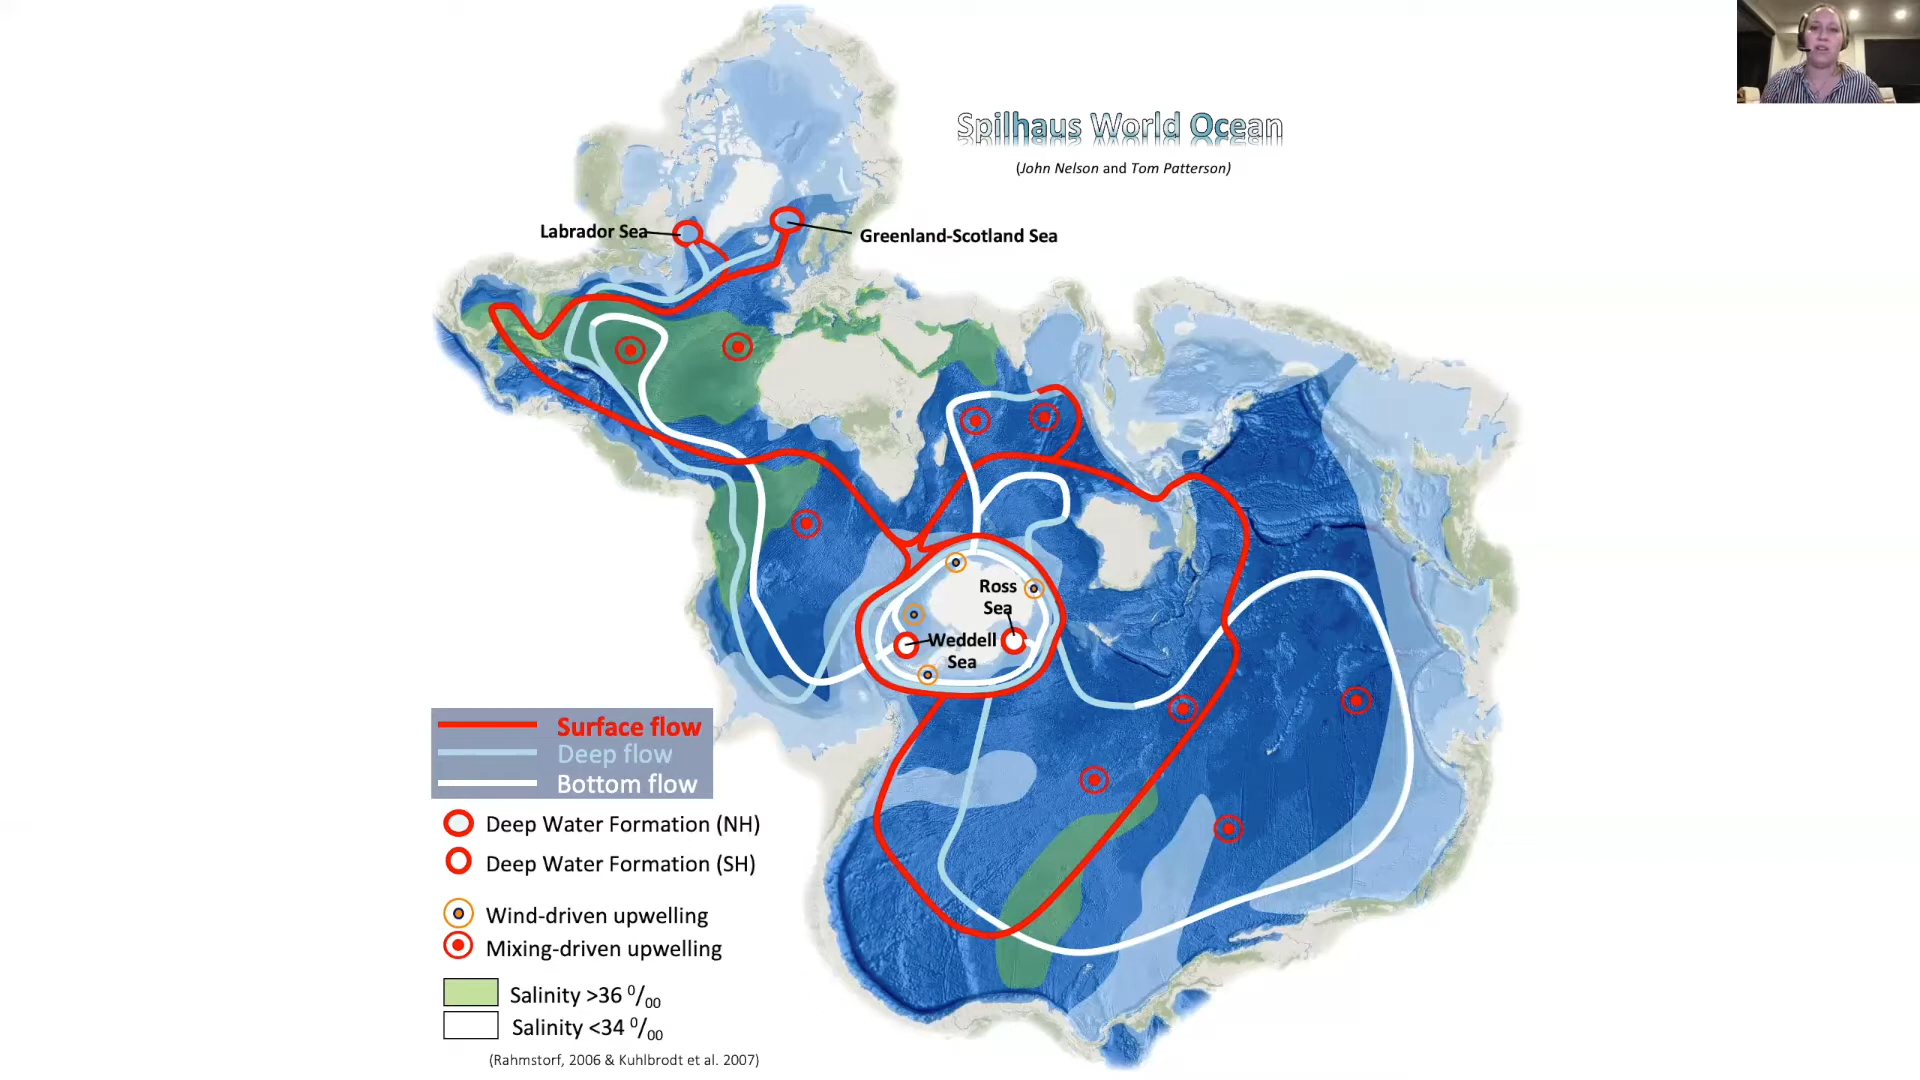 Spilhaus World Ocean
(John Nelson and Tom Patterson)
Labrador Sea
Greenland-Scotland Sea
Ross
Sea
Weddell
Sea
Surface flow
Deep flow
Bottom flow
Deep Water Formation (NH)
Deep Water Formation (SH)
Wind-driven upwelling
Mixing-driven upwelling
Salinity >36 0/00
Salinity <34 0/00
(Rahmstorf, 2006 & Kuhlbrodt et al. 2007)